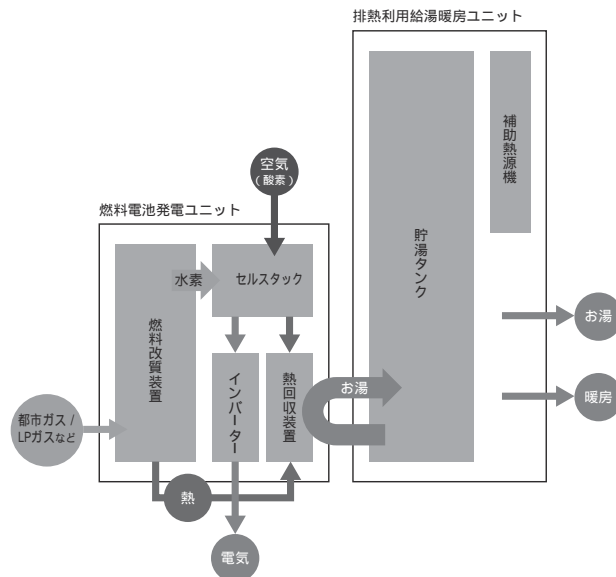 排熱利用給湯暖房ユニット
補助熱源機
空気
(酸素)
燃料電池発電ユニット
貯湯タンク
水素
セルスタック
お湯
燃料改質装置
インバーター
熱回収装置
お湯
暖房
都市ガス /
LPガスなど
熱
電気